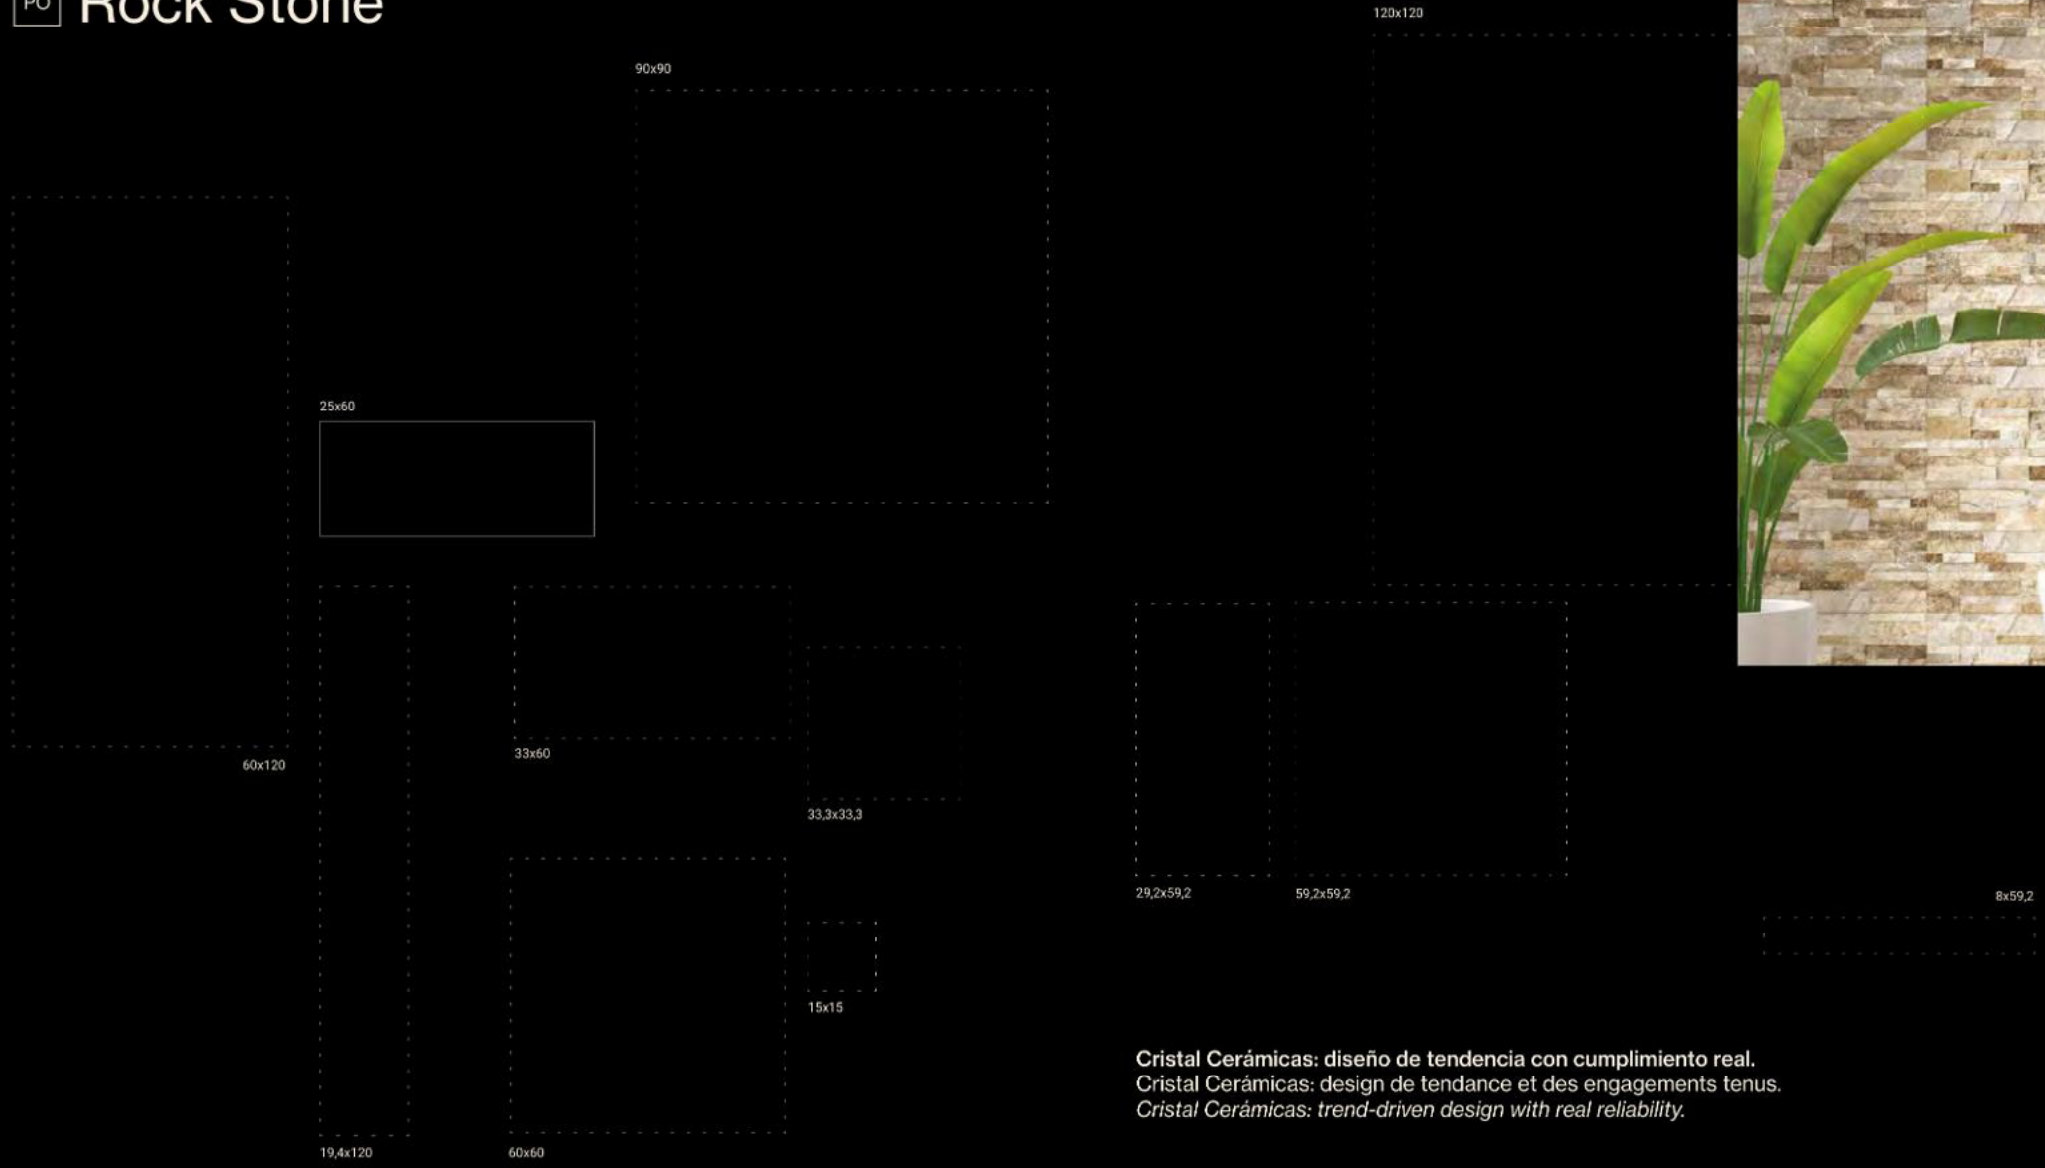 PO
Rock Stone
120x120
90x90
25x60
33x60
60x120
33,3x33,3
29,2x59,2
59,2x59,2
8x59,2
15x15
Cristal Cerámicas: diseño de tendencia con cumplimiento real.
Cristal Cerámicas: design de tendance et des engagements tenus.
Cristal Cerámicas: trend-driven design with real reliability.
19,4x120
60x60